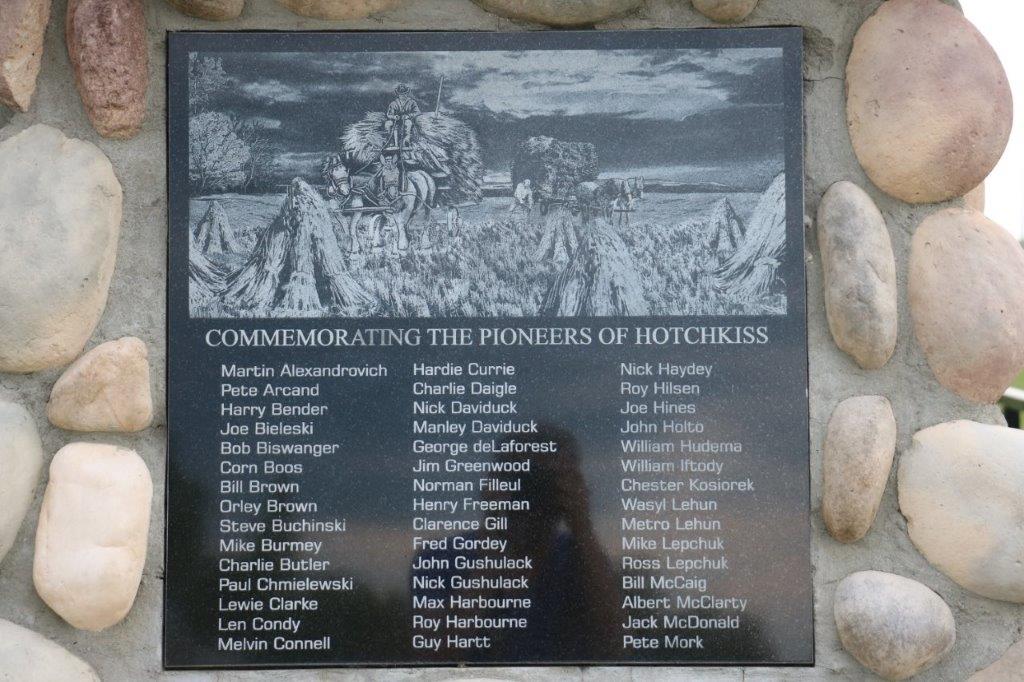 COMMEMORATING THE PIONEERS OF HOTCHKISS
Martin Alexandrovich
Pete Arcand
Harry Bender
Joe Bieleski
Bob Biswanger
Corn Boos
Bill Brown
Orley Brown
Steve Buchinski
Mike Burmey
Charlie Butler
Paul Chmielewski
Lewie Clarke
Len Condy
Melvin Connell
Hardie Currie
Charlie Daigle
Nick Daviduck
Manley Daviduck
George deLaforest
Jim Greenwood
Norman Filleul
Henry Freeman
Clarence Gill
Fred Gordey
John Gushulack
Nick Gushulack
Max Harbourne
Roy Harbourne
Guy Hartt
Nick Haydey
Roy Hilsen
Joe Hines
John Holto
William Hudema
William Iftody
Chester Kosiorek
Wasyl Lehun
Metro Lehun
Mike Lepchuk
Ross Lepchuk
Bill McCaig
Albert McClarty
Jack McDonald
Pete Mork